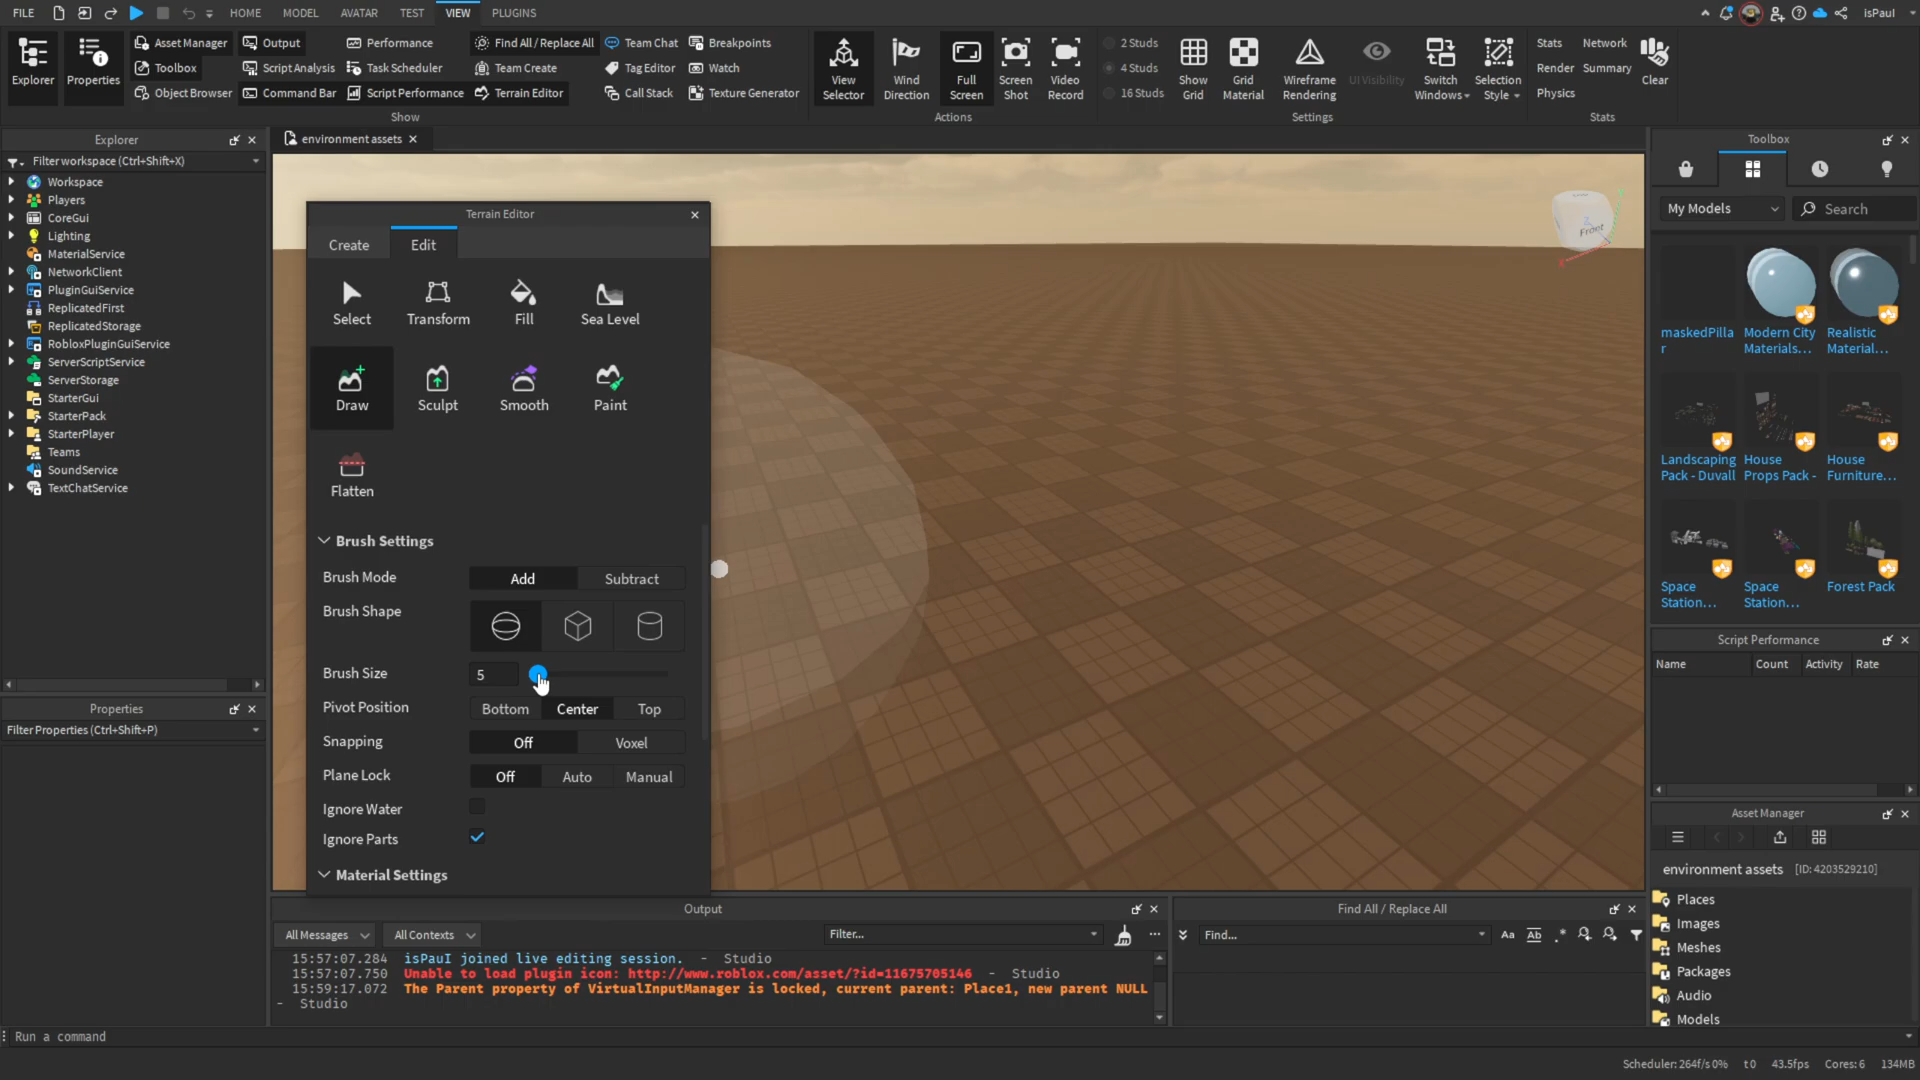 FILE
HOME
MODEL
AVATAR
TEST
VIEW
PLUGINS
isPaul
Explorer
Properties
Asset Manager
Toolbox
Object Browser
Output
Script Analysis
Command Bar
Performance
Task Scheduler
Script Performance
Find All / Replace All
Team Create
Terrain Editor
Team Chat
Tag Editor
Call Stack
Breakpoints
Watch
Texture Generator
Show
View
Selector
Wind
Direction
Full
Screen
Screen
Shot
Video
Record
Actions
2 Studs
4 Studs
16 Studs
Show
Grid
Grid
Material
Wireframe
Rendering
UI Visibility
Switch
Windows
Selection
Style
Settings
Stats
Render
Physics
Network
Summary
Clear
Stats
Explorer
Filter workspace (Ctrl+Shift+X)
Workspace
Players
CoreGui
Lighting
MaterialService
NetworkClient
PluginGuiService
ReplicatedFirst
ReplicatedStorage
RobloxPluginGuiService
ServerScriptService
ServerStorage
StarterGui
StarterPack
StarterPlayer
Teams
SoundService
TextChatService
Properties
Filter Properties (Ctrl+Shift+P)
environment assets
Terrain Editor
Create
Edit
Select
Transform
Fill
Sea Level
Draw
Sculpt
Smooth
Paint
Flatten
Brush Settings
Brush Mode
Add
Subtract
Brush Shape
Brush Size
5
Pivot Position
Bottom
Center
Top
Snapping
Off
Voxel
Plane Lock
Off
Auto
Manual
Ignore Water
Ignore Parts
Material Settings
Z
Front
X
Output
All Messages
All Contexts
Filter...
15:57:07.284 isPauI joined live editing session. - Studio
15:57:07.750 Unable to load plugin icon: http://www.roblox.com/asset/?id=11675705146 - Studio
15:59:17.072 The Parent property of VirtualInputManager is locked, current parent: Place1, new parent NULL
- Studio
Find All / Replace All
Find...
Aa
Ab
.*
Toolbox
My Models
Search
maskedPilla
r
Modern City
Materials...
Realistic
Material...
Landscaping
Pack - Duvall
House
Props Pack -
House
Furniture...
Space
Station...
Space
Station...
Forest Pack
Script Performance
Name
Count
Activity
Rate
Asset Manager
environment assets [ID: 4203529210]
Places
Images
Meshes
Packages
Audio
Models
Run a command
Scheduler:264f/s 0%
t 0
43.5fps
Cores: 6
134MB